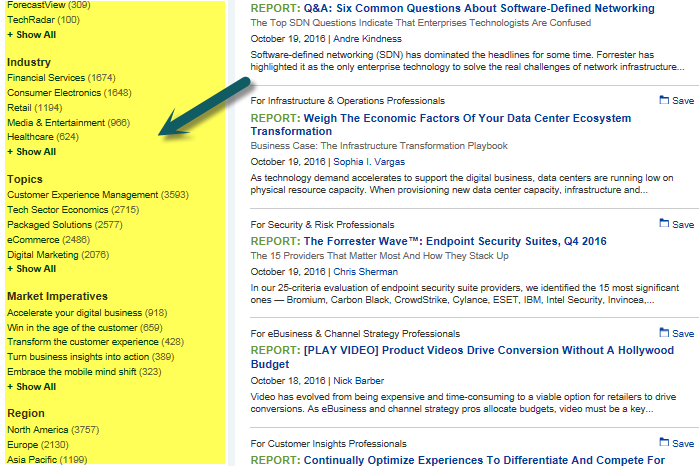 ForecastView (309)
TechRadar (100)
+ Show All
Industry
Financial Services (1674)
Consumer Electronics (1648)
Retail (1194)
Media & Entertainment (966)
Healthcare (624)
+ Show All
Topics
Customer Experience Management (3593)
Tech Sector Economics (2715)
Packaged Solutions (2577)
eCommerce (2486)
Digital Marketing (2076)
+ Show All
Market Imperatives
Accelerate your digital business (918)
Win in the age of the customer (659)
Transform the customer experience (428)
Turn business insights into action (389)
Embrace the mobile mind shift (323)
+ Show All
Region
North America (3757)
Europe (2130)
Asia Pacific (1199)
REPORT: Q&A: Six Common Questions About Software-Defined Networking
The Top SDN Questions Indicate That Enterprises Technologists Are Confused
October 19, 2016 | Andre Kindness
Software-defined networking (SDN) has dominated the headlines for some time. Forrester has
highlighted it as the only enterprise technology to solve the real challenges of network infrastructure...
For Infrastructure & Operations Professionals
Save
REPORT: Weigh The Economic Factors Of Your Data Center Ecosystem
Transformation
Business Case: The Infrastructure Transformation Playbook
October 19, 2016 | Sophia I. Vargas
As technology demand accelerates to support the digital business, data centers are running low on
physical resource capacity. When provisioning new data center capacity, infrastructure and...
For Security & Risk Professionals
Save
REPORT: The Forrester Wave™: Endpoint Security Suites, Q4 2016
The 15 Providers That Matter Most And How They Stack Up
October 19, 2016 | Chris Sherman
In our 25-criteria evaluation of endpoint security suite providers, we identified the 15 most significant
ones — Bromium, Carbon Black, CrowdStrike, Cylance, ESET, IBM, Intel Security, Invincea,...
For eBusiness & Channel Strategy Professionals
Save
REPORT: [PLAY VIDEO] Product Videos Drive Conversion Without A Hollywood
Budget
October 18, 2016 | Nick Barber
Video has evolved from being expensive and time-consuming to a viable option for retailers to drive
conversions. As eBusiness and channel strategy pros allocate budgets, video must be a key...
For Customer Insights Professionals
Save
REPORT: Continually Optimize Experiences To Differentiate And Compete For